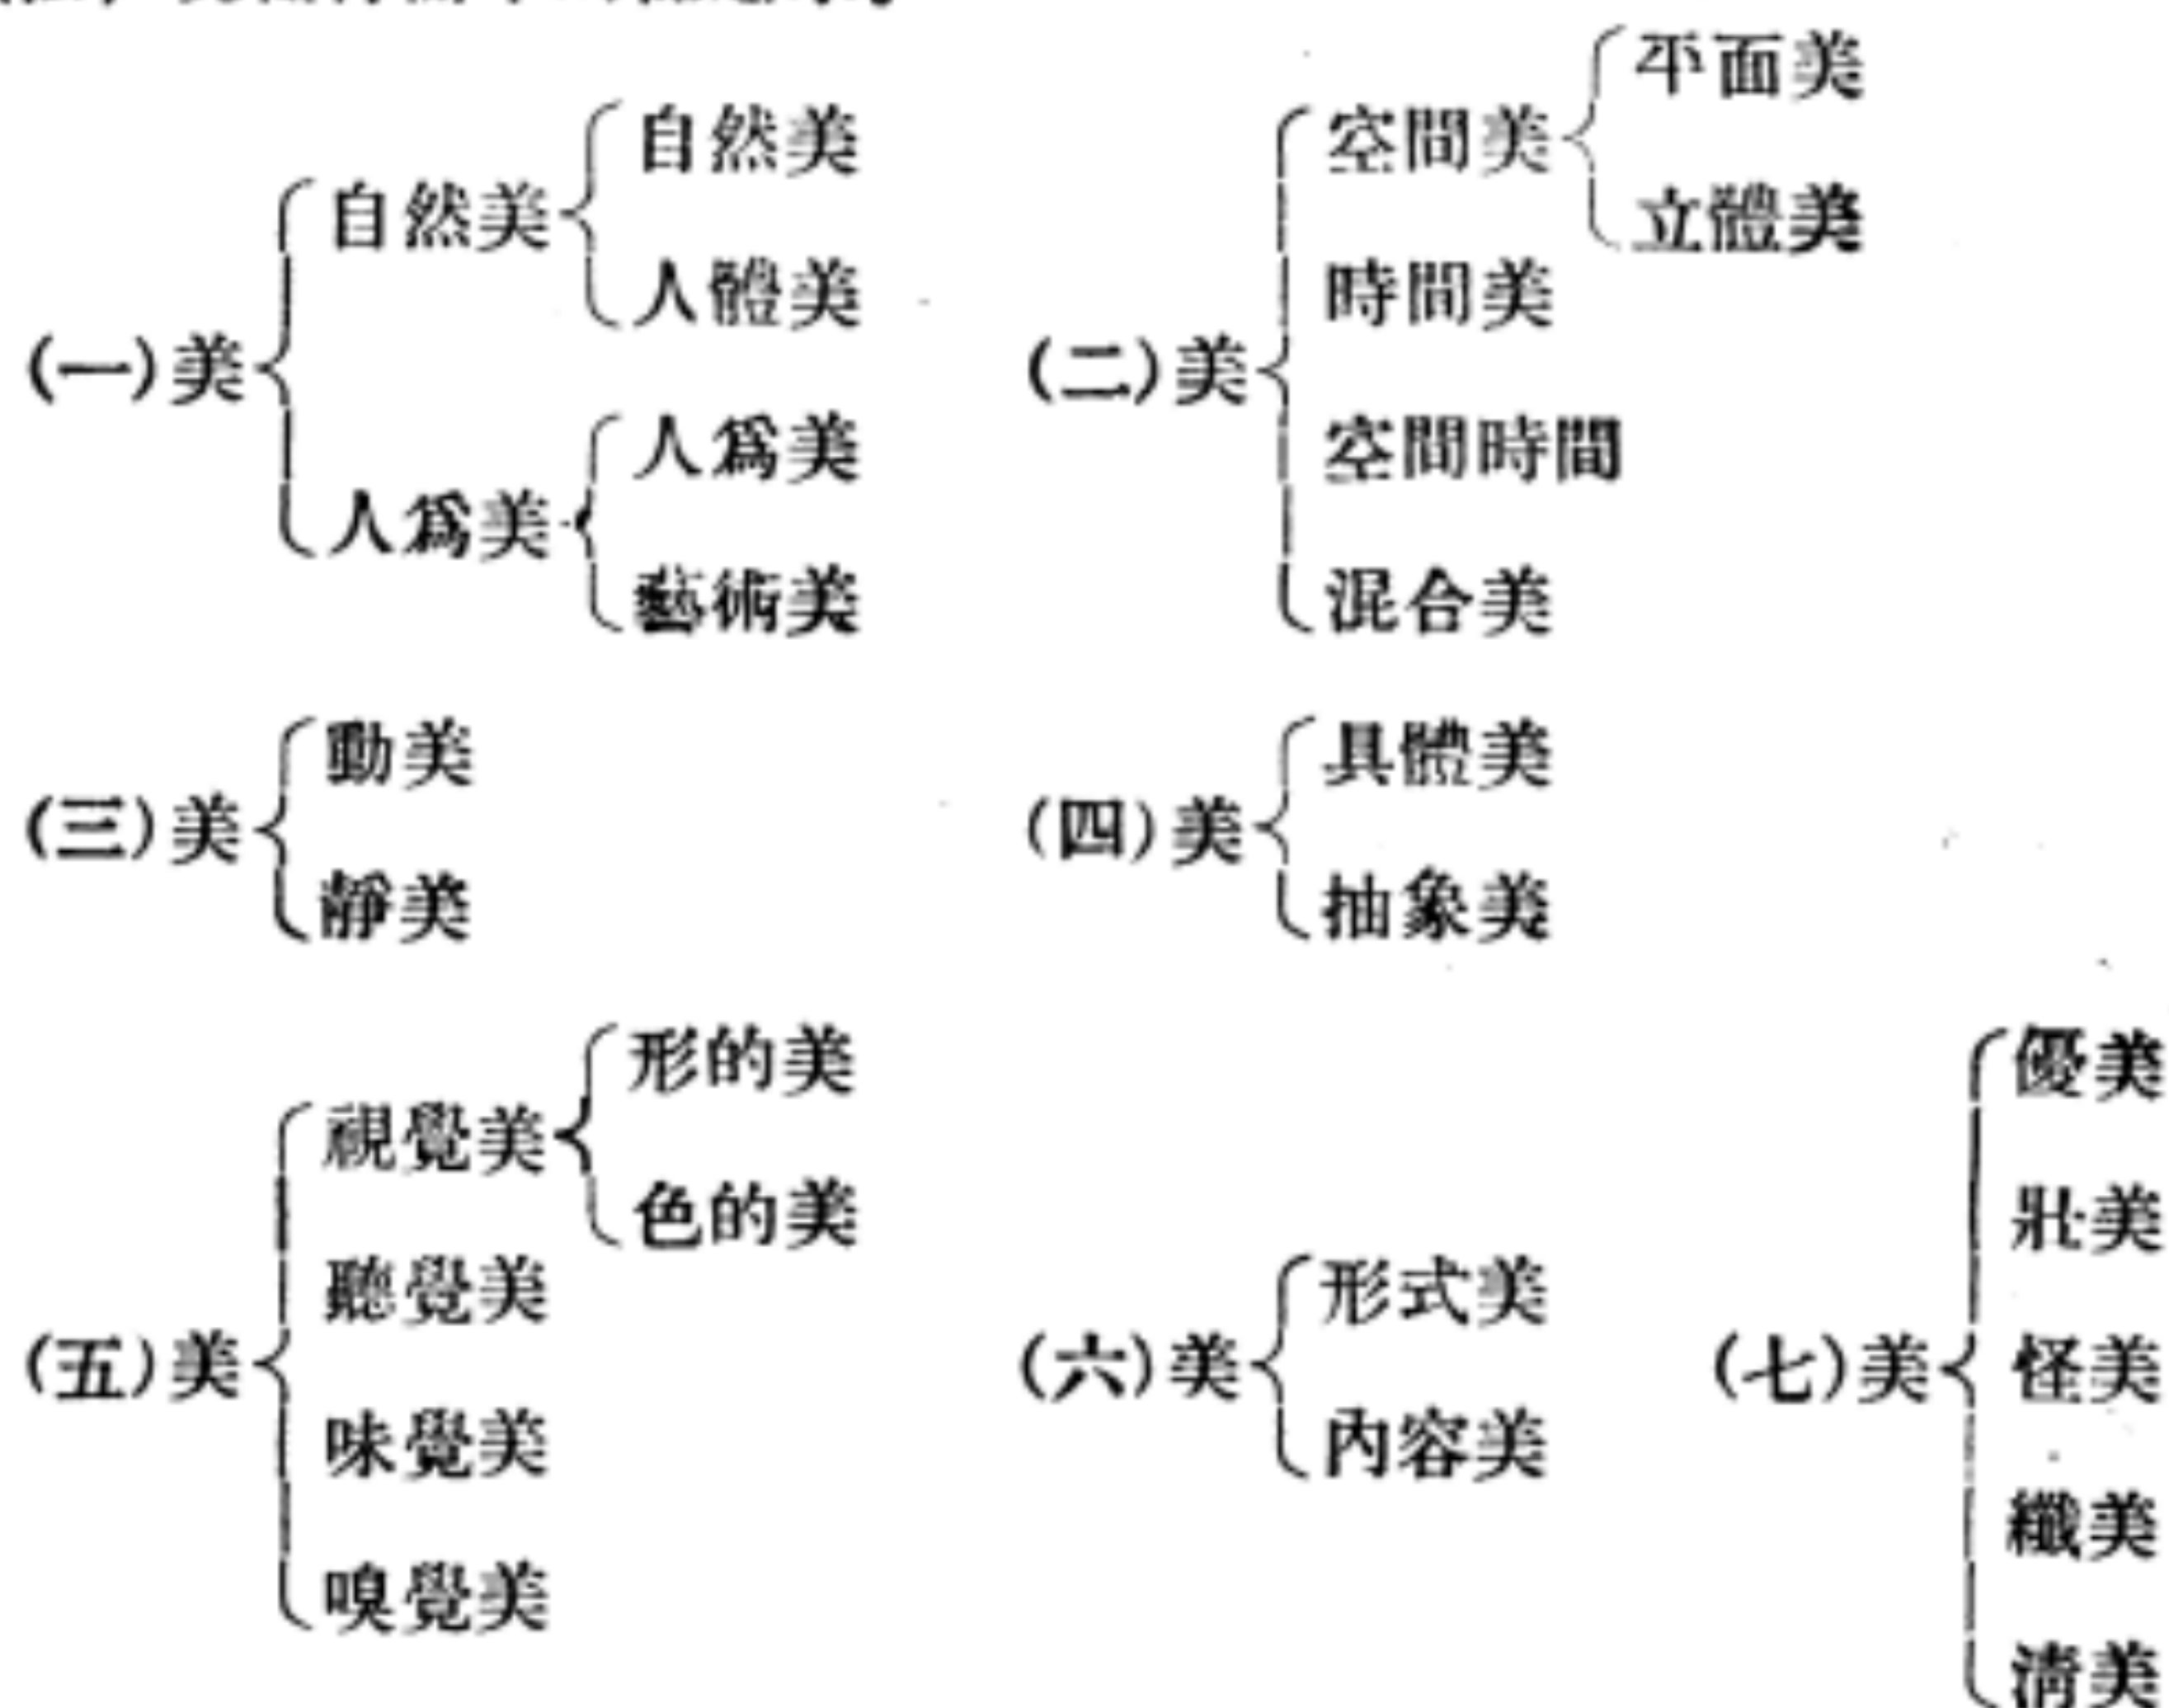 (一)美
自然美
自然美
人體美
人爲美
人爲美
藝術美
(二)美
空間美
平面美
立體美
時間美
空間時間
混合美
(三)美
動美
靜美
(四)美
具體美
抽象美
(五)美
視覺美
形的美
色的美
聽覺美
味覺美
嗅覺美
(六)美
形式美
內容美
(七)美
優美
壯美
怪美
纖美
淸美